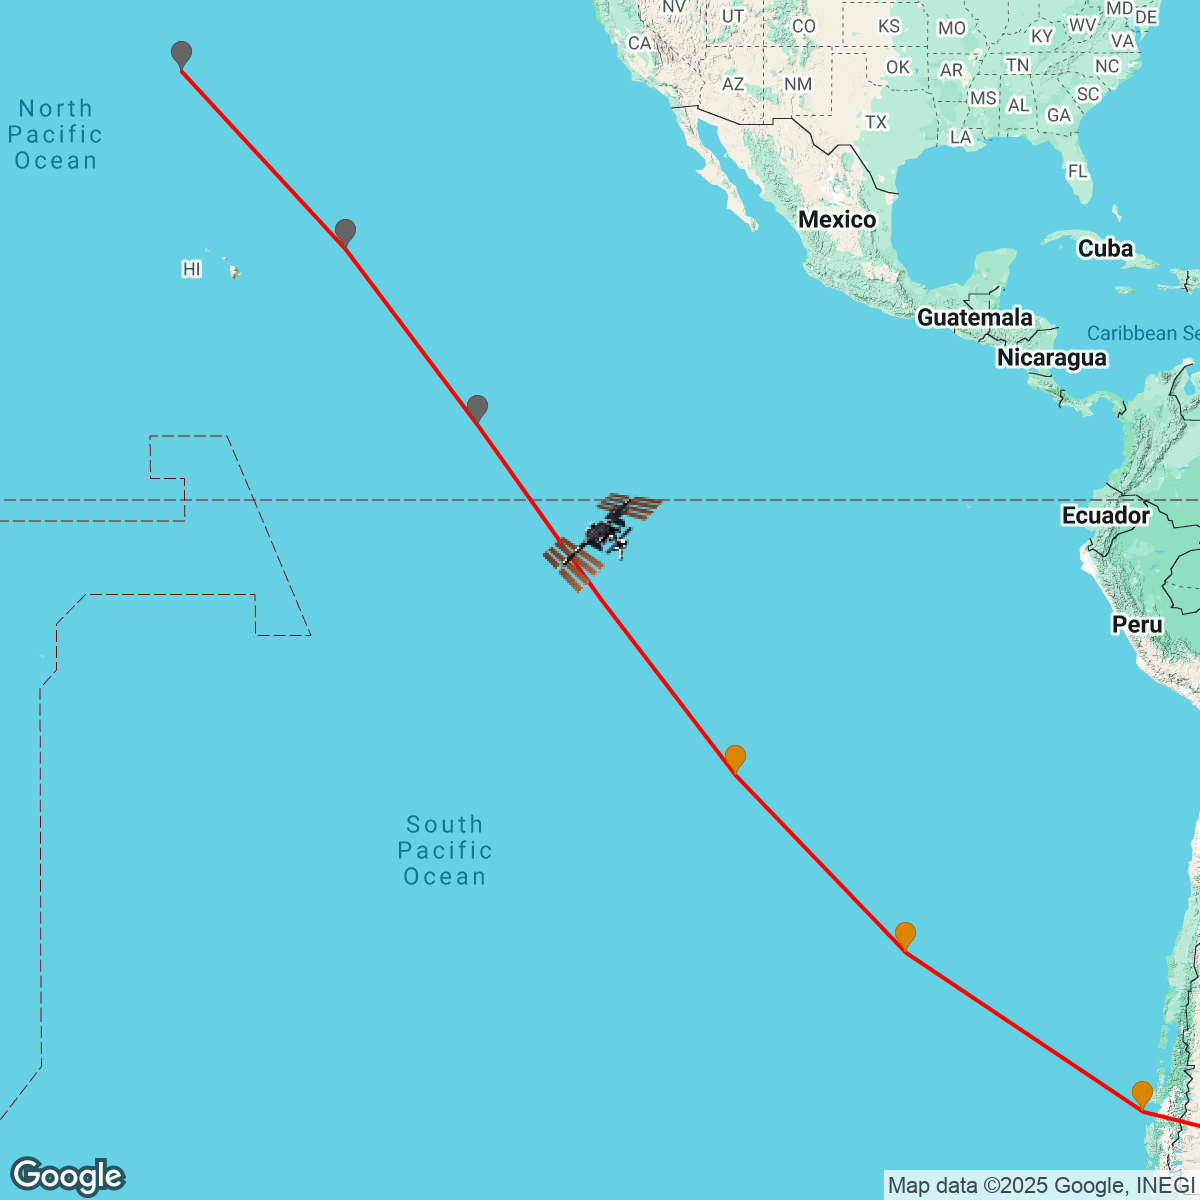 NV
UT
CO
KS
MO
KY
WV
MD
DE
VA
CA
AZ
NM
OK
AR
TN
NC
MS
AL
SC
GA
TX
LA
FL
North
Pacific
Ocean
HI
Mexico
Cuba
Guatemala
Caribbean Se
Nicaragua
Ecuador
Peru
South
Pacific
Ocean
Google
Map data ©2025 Google, INEGI